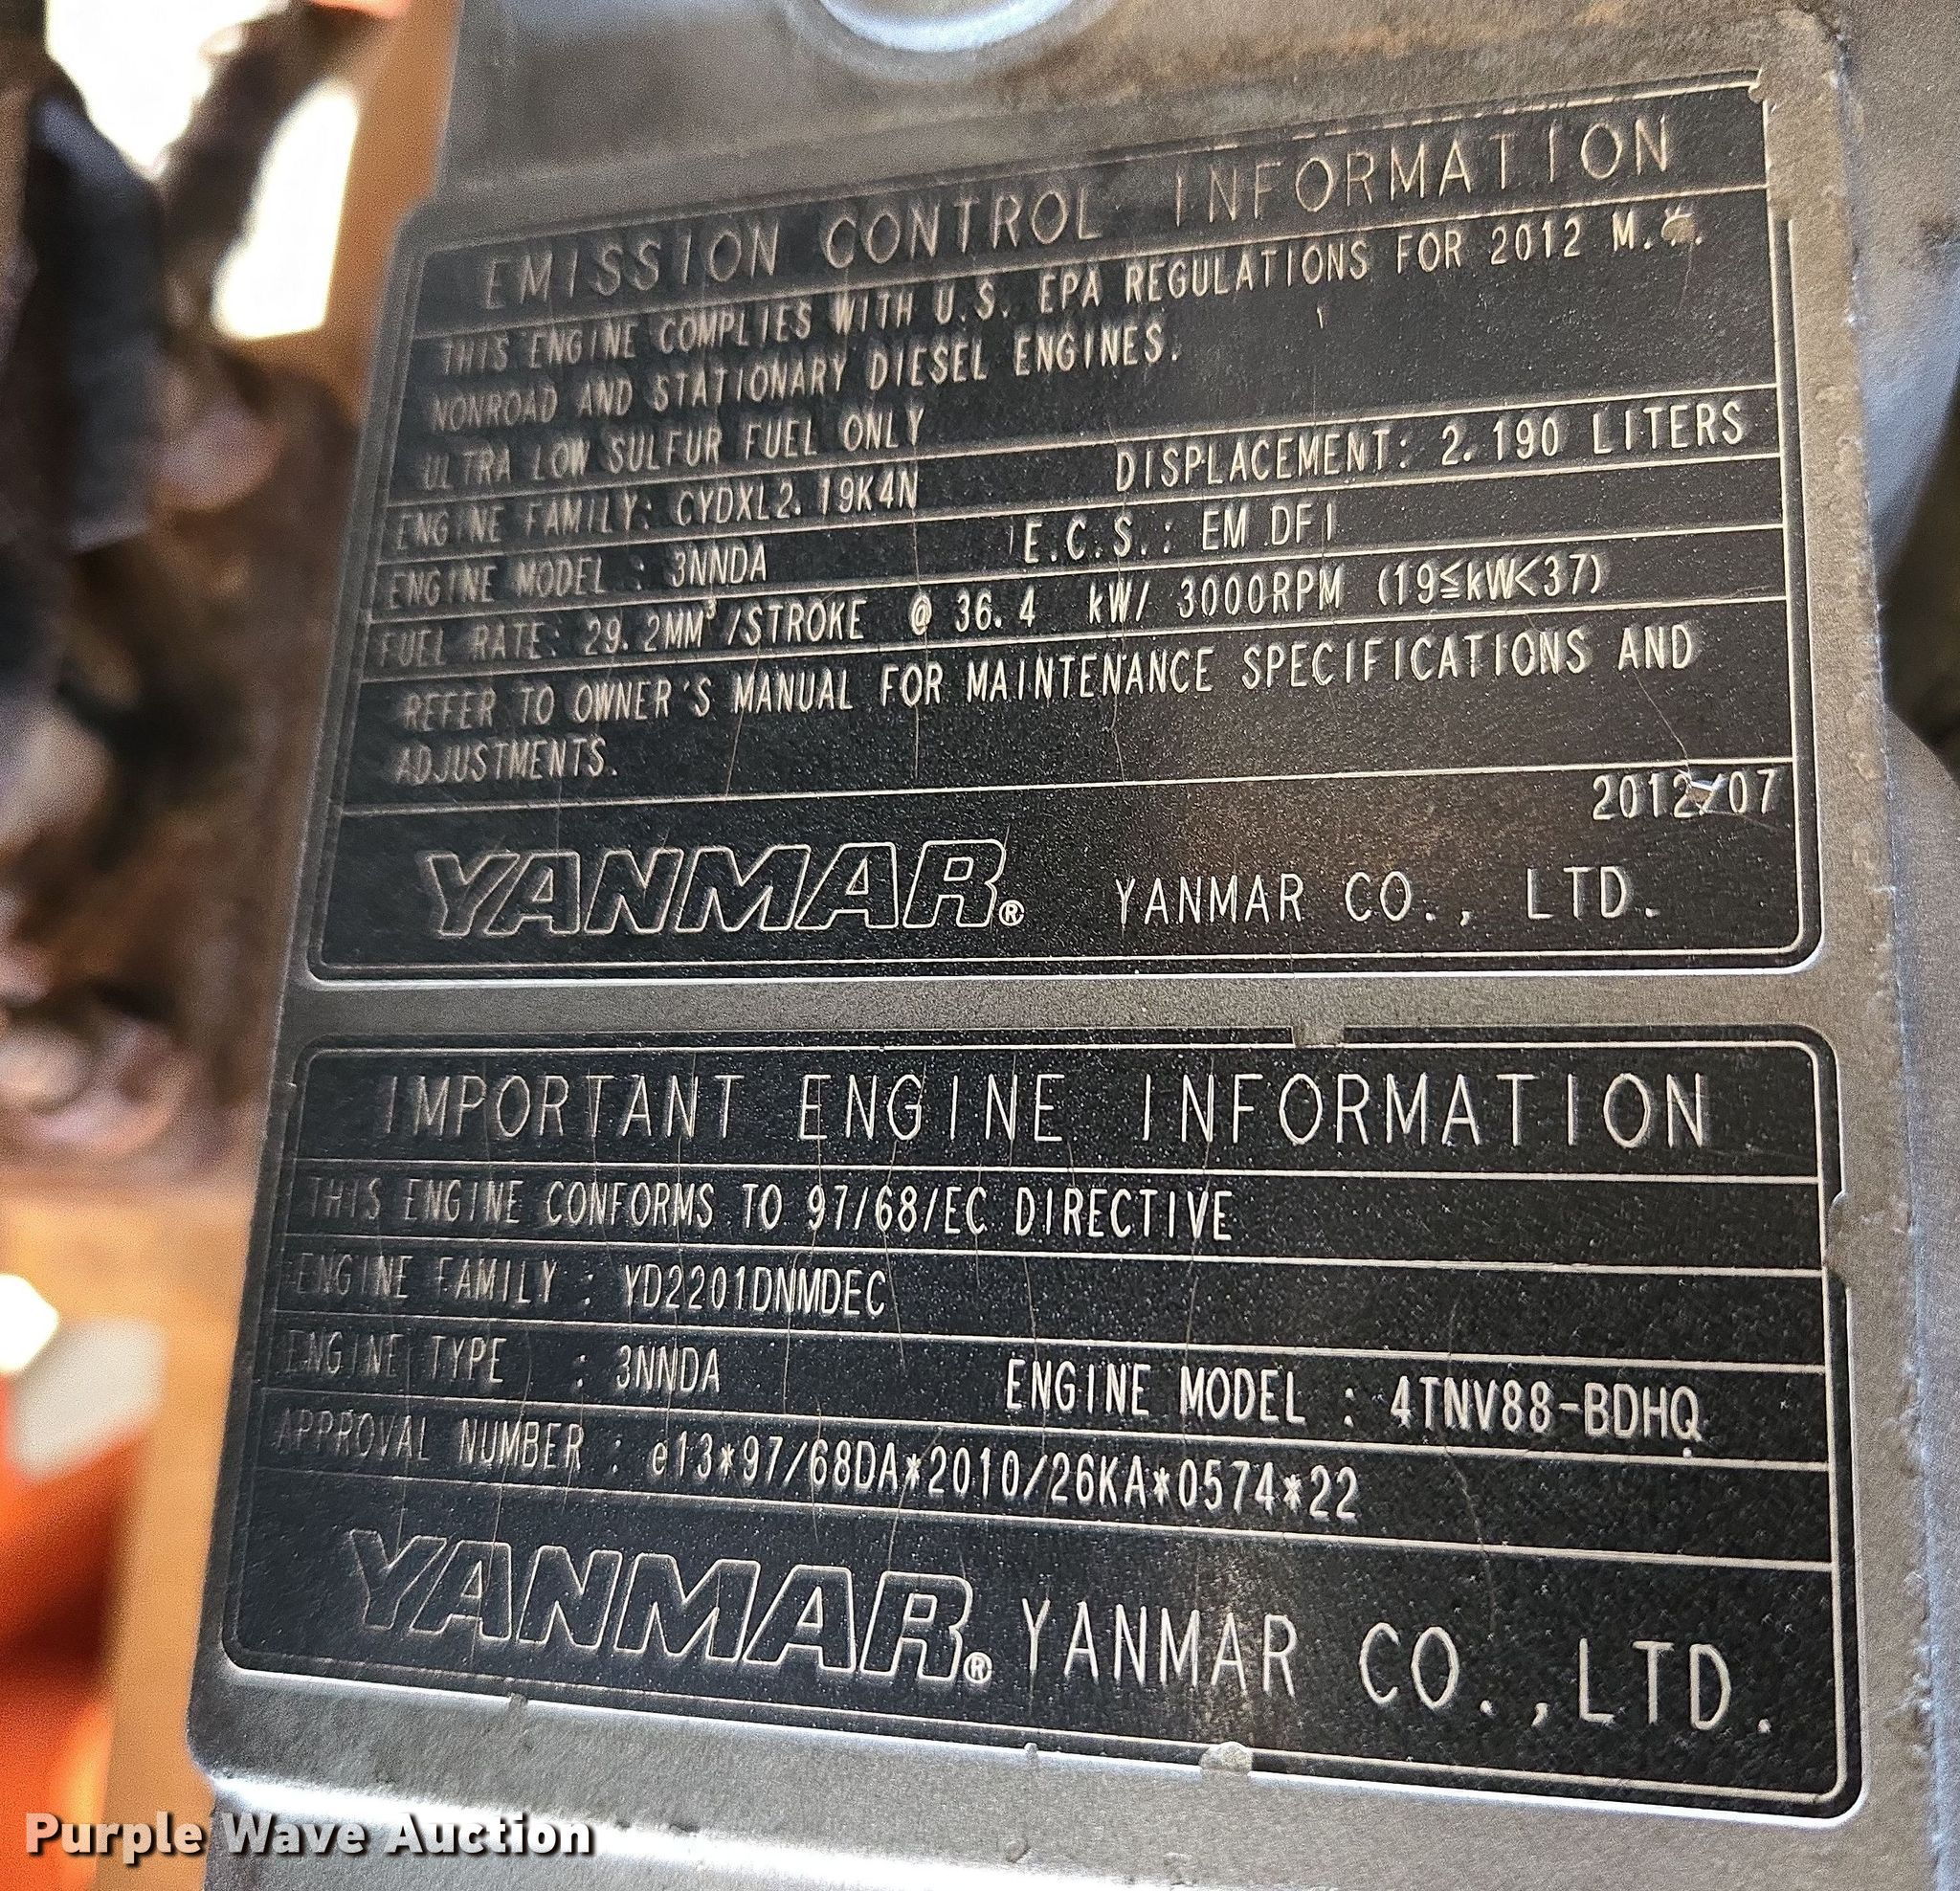 EMISSION CONTROL INFORMATION
THIS ENGINE COMPLIES WITH U.S. EPA REGULATIONS FOR 2012 M.Y.
NONROAD AND STATIONARY DIESEL ENGINES.
ULTRA LOW SULFUR FUEL ONLY
ENGINE FAMILY: CYDXL2.19K4N DISPLACEMENT: 2.190 LITERS
ENGINE MODEL : 3NNDA E.C.S.: EM DFI
FUEL RATE: 29.2MM³/STROKE @ 36.4 kW/ 3000RPM (19≦kW<37)
REFER TO OWNER'S MANUAL FOR MAINTENANCE SPECIFICATIONS AND
ADJUSTMENTS.
2012/07
YANMAR® YANMAR CO., LTD.
IMPORTANT ENGINE INFORMATION
THIS ENGINE CONFORMS TO 97/68/EC DIRECTIVE
ENGINE FAMILY : YD2201DNMDEC
ENGINE TYPE : 3NNDA ENGINE MODEL : 4TNV88-BDHQ
APPROVAL NUMBER : e13*97/68DA*2010/26KA*0574*22
YANMAR® YANMAR CO.,LTD.
Purple Wave Auction